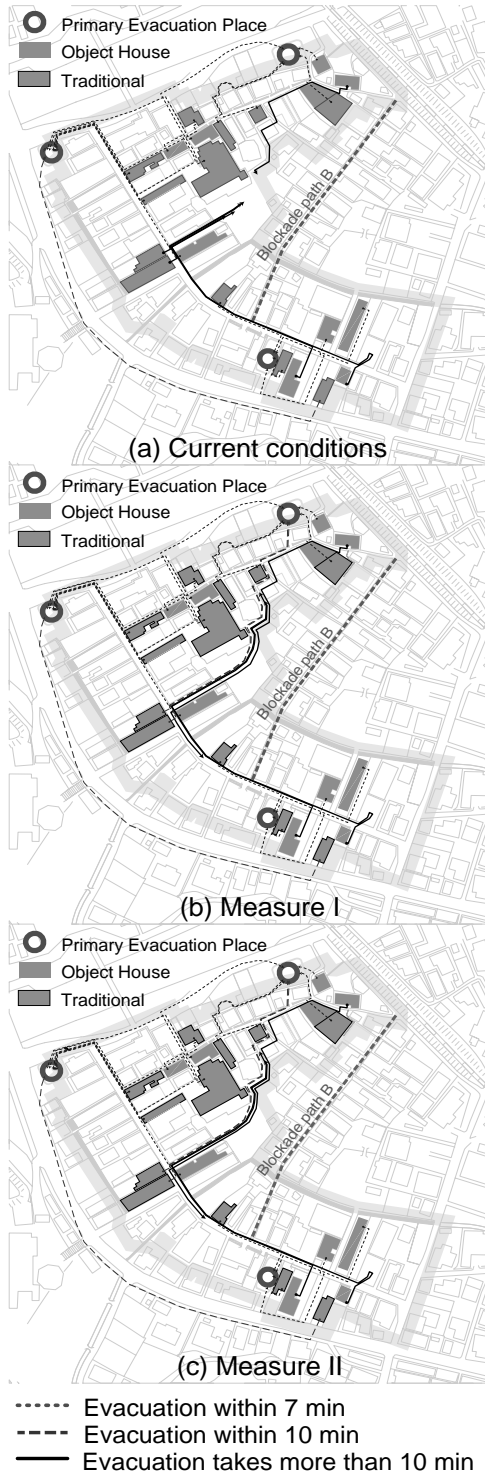 Primary Evacuation Place
Object House
Traditional
Blockade path B
(a) Current conditions
Primary Evacuation Place
Object House
Traditional
Blockade path B
(b) Measure I
Primary Evacuation Place
Object House
Traditional
Blockade path B
(c) Measure II
Evacuation within 7 min
Evacuation within 10 min
Evacuation takes more than 10 min